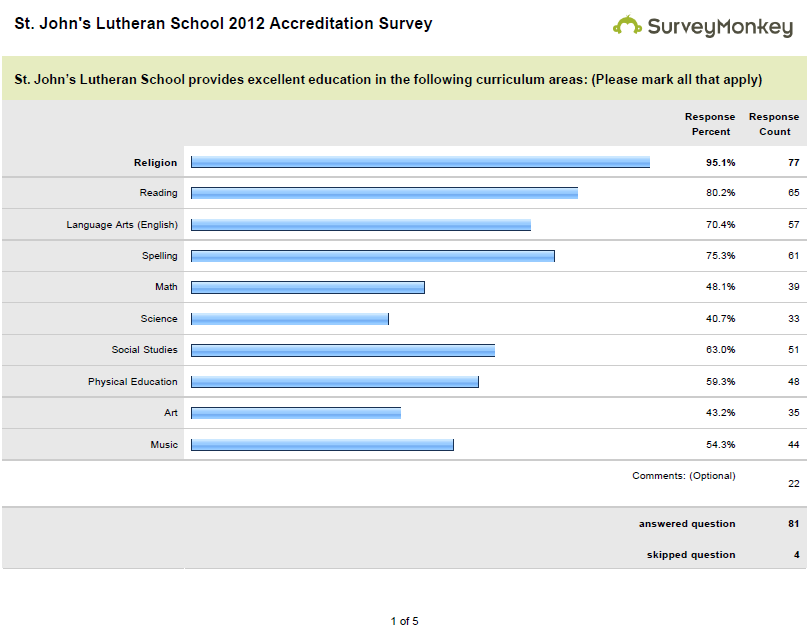 St. John's Lutheran School 2012 Accreditation Survey
SurveyMonkey
St. John's Lutheran School provides excellent education in the following curriculum areas: (Please mark all that apply)
Response Percent
Response Count
Religion 95.1% 77
Reading 80.2% 65
Language Arts (English) 70.4% 57
Spelling 75.3% 61
Math 48.1% 39
Science 40.7% 33
Social Studies 63.0% 51
Physical Education 59.3% 48
Art 43.2% 35
Music 54.3% 44
Comments: (Optional)
22
answered question 81
skipped question 4
1 of 5